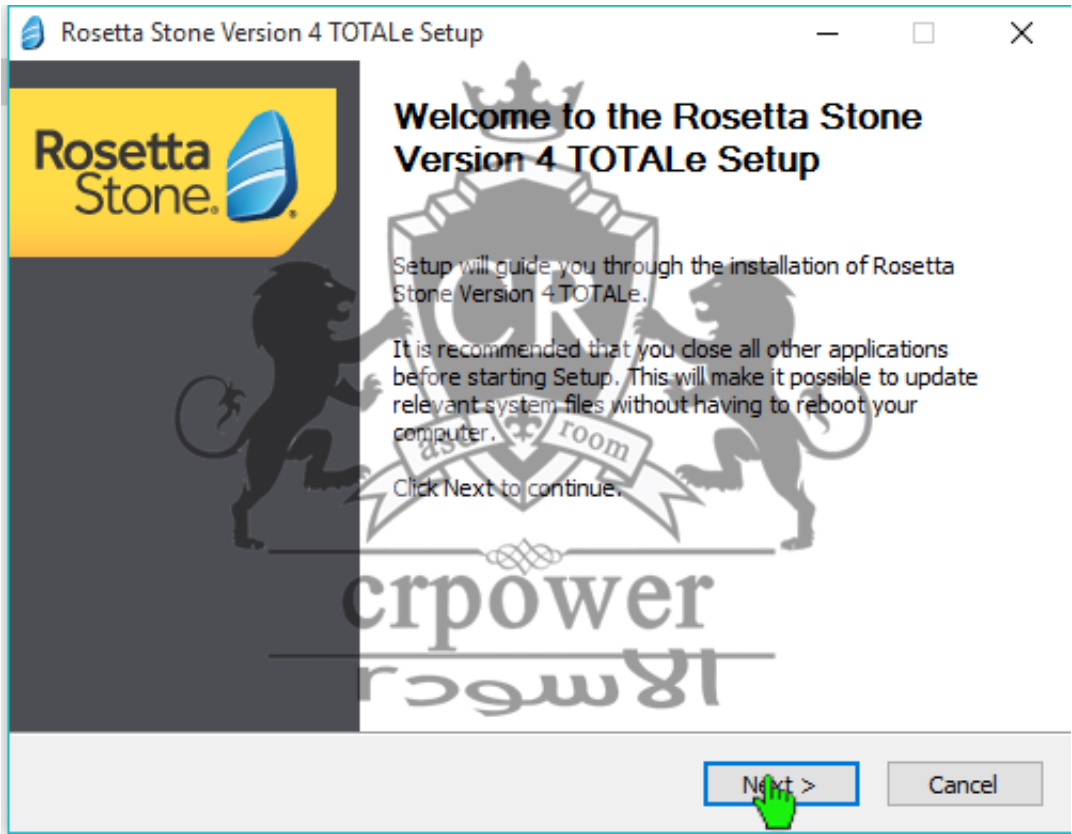 Rosetta Stone Version 4 TOTALe Setup
Rosetta
Stone.
Welcome to the Rosetta Stone
Version 4 TOTALe Setup
Setup will guide you through the installation of Rosetta
Stone Version 4 TOTALe.
It is recommended that you close all other applications
before starting Setup. This will make it possible to update
relevant system files without having to reboot your
computer.
Click Next to continue.
CR
asd room
crpower
الاسود
Next >
Cancel